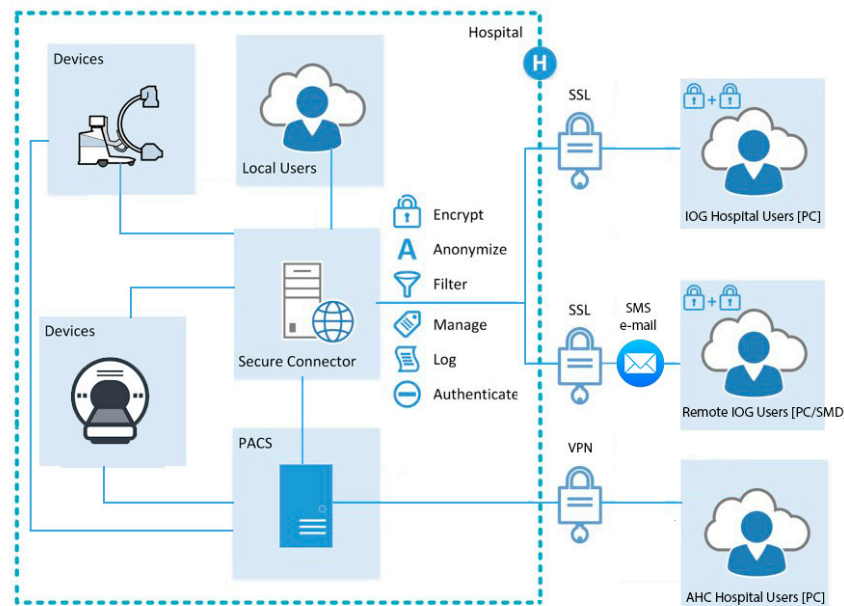 Hospital
H
Devices
Local Users
SSL
IOG Hospital Users [PC]
Encrypt
A Anonymize
Filter
Manage
Log
Authenticate
Devices
Secure Connector
SSL
SMS
e-mail
Remote IOG Users [PC/SMD]
PACS
VPN
AHC Hospital Users [PC]